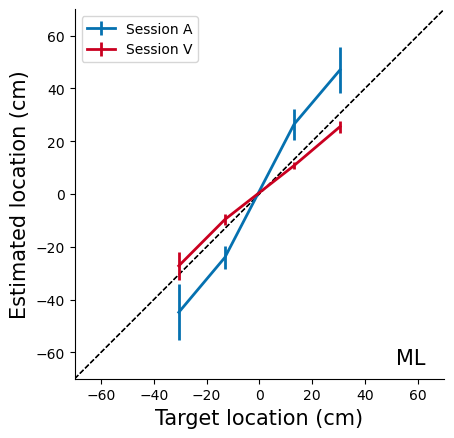 Session A
Session V
Estimated location (cm)
60
40
20
0
−20
−40
−60
ML
−60 −40 −20 0 20 40 60
Target location (cm)